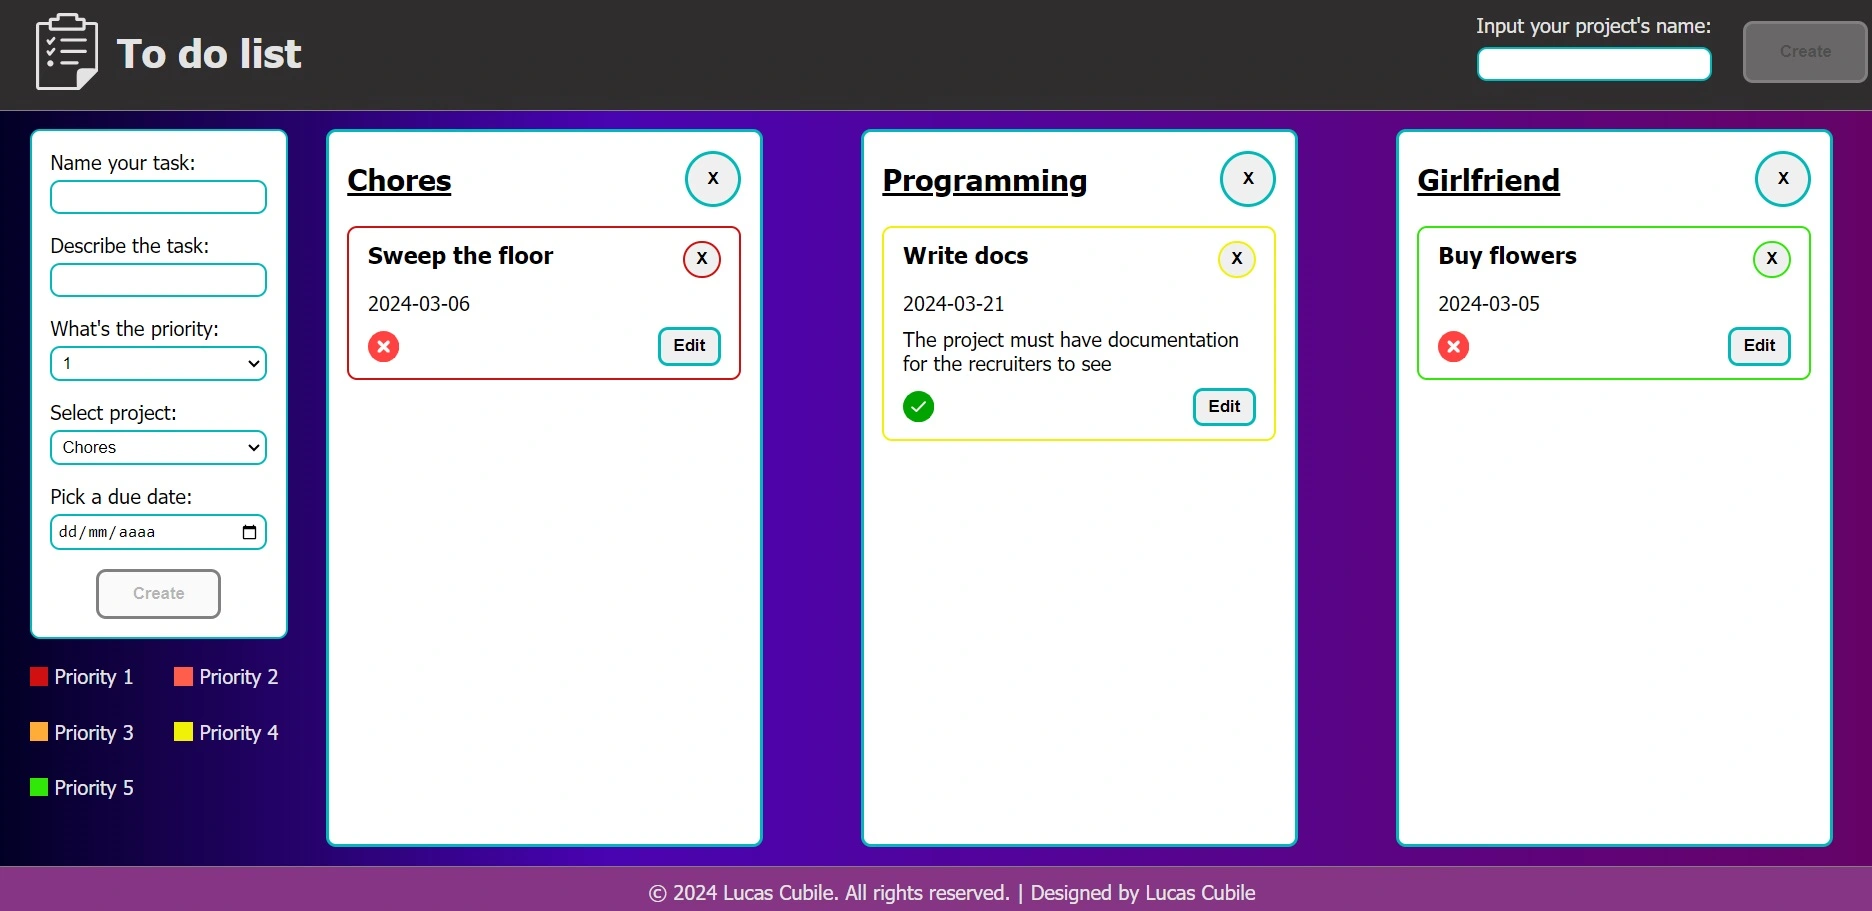 To do list
Input your project's name:
Create
Name your task:
Describe the task:
What's the priority:
1
Select project:
Chores
Pick a due date:
dd/mm/aaaa
Create
Priority 1
Priority 2
Priority 3
Priority 4
Priority 5
Chores
X
Sweep the floor
X
2024-03-06
Edit
Programming
X
Write docs
X
2024-03-21
The project must have documentation
for the recruiters to see
Edit
Girlfriend
X
Buy flowers
X
2024-03-05
Edit
© 2024 Lucas Cubile. All rights reserved. | Designed by Lucas Cubile